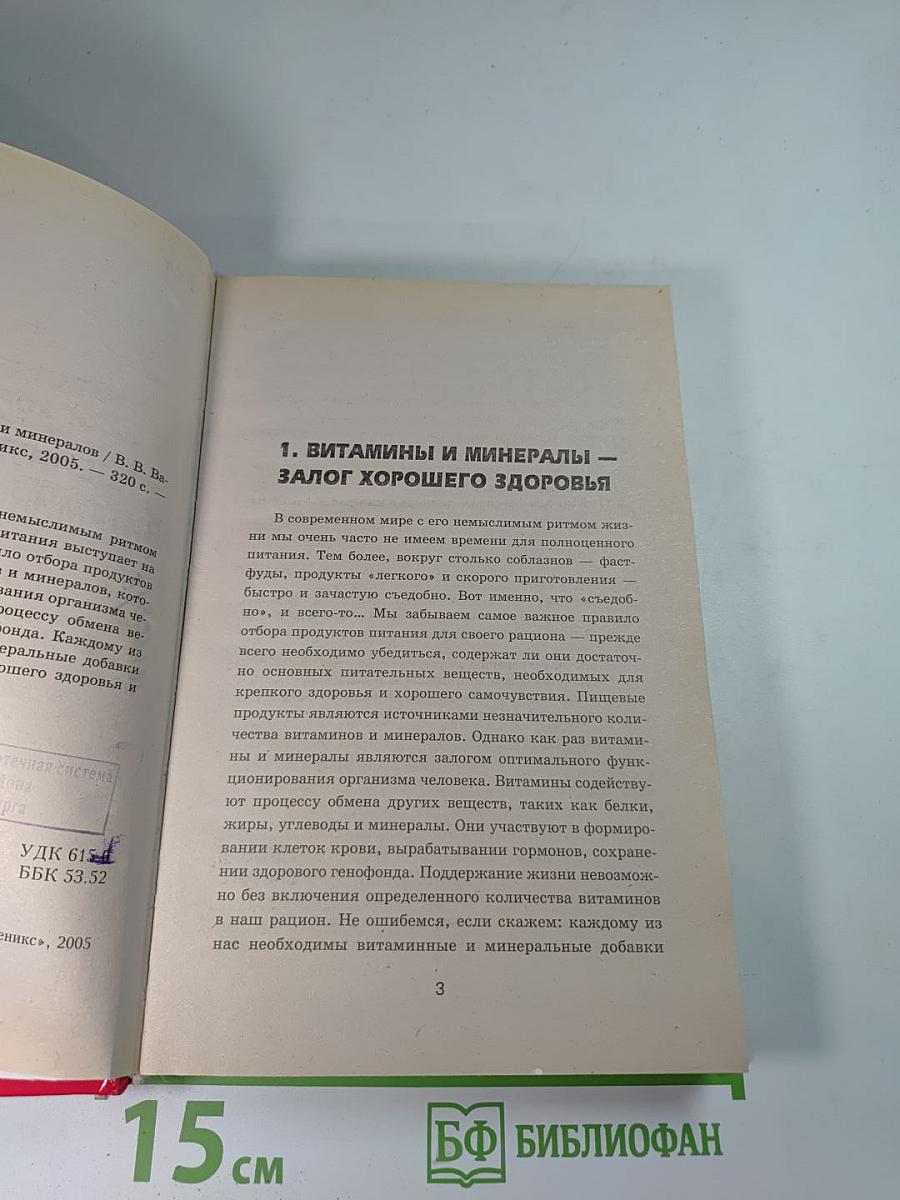 и минералов / В. В. Ва-
икс, 2005. — 320 с. —
немыслимым ритмом
итания выступает на
ло отбора продуктов
в и минералов, кото-
вания организма че-
роцессу обмена ве-
фонда. Каждому из
еральные добавки
ошего здоровья и
отечная система
йона
урга
УДК 615
ББК 53.52
еникс», 2005
1. ВИТАМИНЫ И МИНЕРАЛЫ —
ЗАЛОГ ХОРОШЕГО ЗДОРОВЬЯ
В современном мире с его немыслимым ритмом жиз-
ни мы очень часто не имеем времени для полноценного
питания. Тем более, вокруг столько соблазнов — фаст-
фуды, продукты «легкого» и скорого приготовления —
быстро и зачастую съедобно. Вот именно, что «съедоб-
но», и всего-то... Мы забываем самое важное правило
отбора продуктов питания для своего рациона — прежде
всего необходимо убедиться, содержат ли они достаточ-
но основных питательных веществ, необходимых для
крепкого здоровья и хорошего самочувствия. Пищевые
продукты являются источниками незначительного коли-
чества витаминов и минералов. Однако как раз витами-
ны и минералы являются залогом оптимального функ-
ционирования организма человека. Витамины содейству-
ют процессу обмена других веществ, таких как белки,
жиры, углеводы и минералы. Они участвуют в формиро-
вании клеток крови, вырабатывании гормонов, сохране-
нии здорового генофонда. Поддержание жизни невозмож-
но без включения определенного количества витаминов
в наш рацион. Не ошибемся, если скажем: каждому из
нас необходимы витаминные и минеральные добавки
3
15 см
БФ БИБЛИОФАН